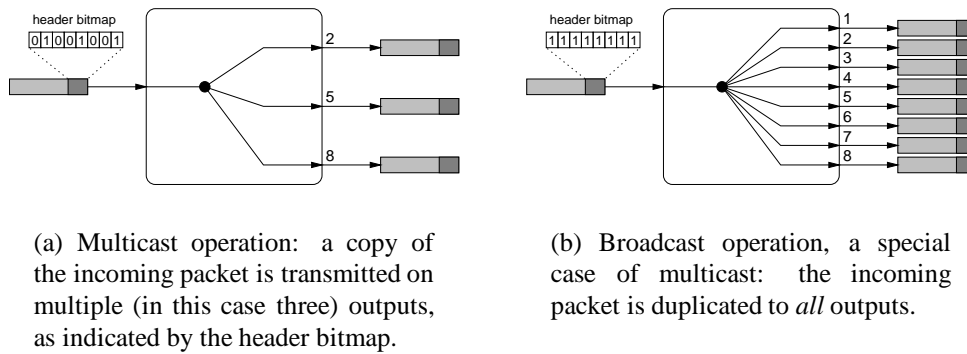 header bitmap
0 1 0 0 1 0 0 1
2
5
8
header bitmap
1 1 1 1 1 1 1 1
1
2
3
4
5
6
7
8
(a) Multicast operation: a copy of
the incoming packet is transmitted on
multiple (in this case three) outputs,
as indicated by the header bitmap.
(b) Broadcast operation, a special
case of multicast: the incoming
packet is duplicated to all outputs.